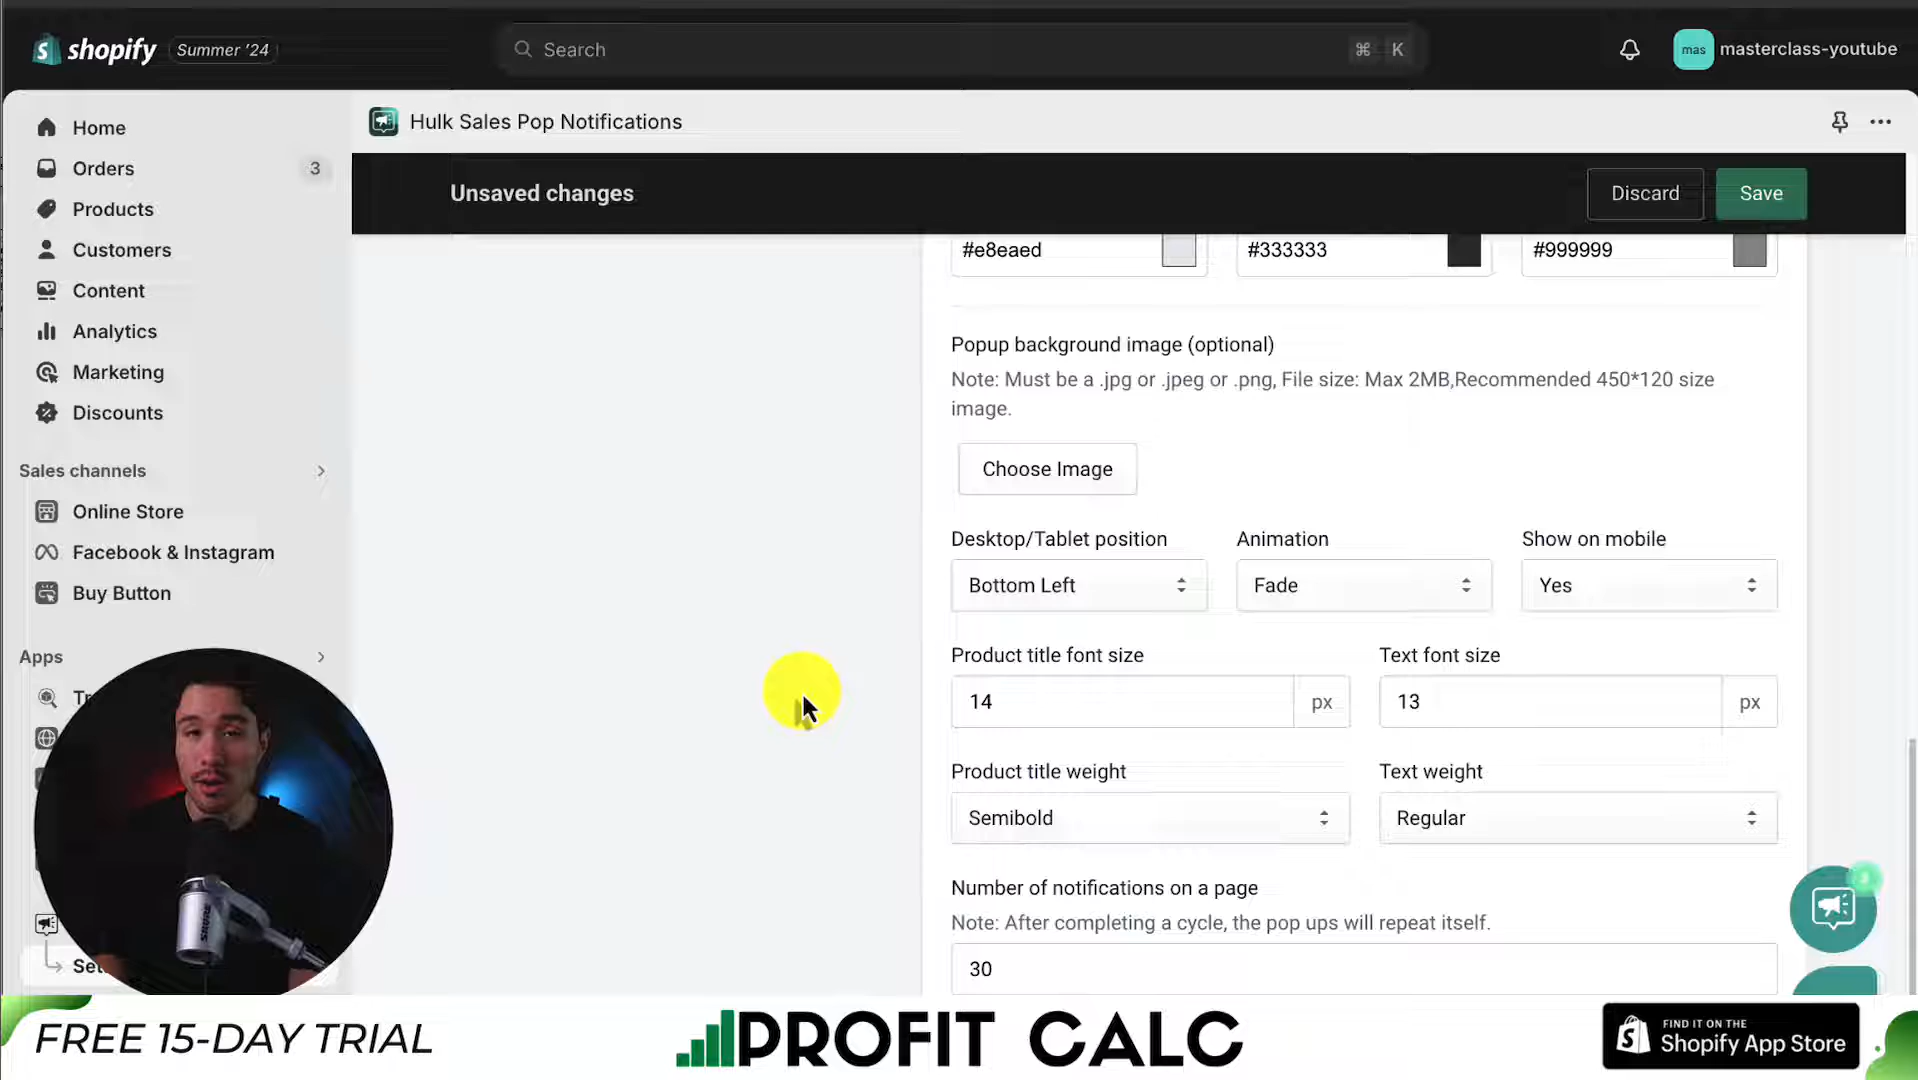 shopify
Summer '24
Search
⌘ K
mas
masterclass-youtube
Home
Orders
3
Products
Customers
Content
Analytics
Marketing
Discounts
Sales channels
Online Store
Facebook & Instagram
Buy Button
Apps
Hulk Sales Pop Notifications
Unsaved changes
Discard
Save
#e8eaed
#333333
#999999
Popup background image (optional)
Note: Must be a .jpg or .jpeg or .png, File size: Max 2MB,Recommended 450*120 size
image.
Choose Image
Desktop/Tablet position
Animation
Show on mobile
Bottom Left
Fade
Yes
Product title font size
Text font size
14
px
13
px
Product title weight
Text weight
Semibold
Regular
Number of notifications on a page
Note: After completing a cycle, the pop ups will repeat itself.
30
SHURE
FREE 15-DAY TRIAL
PROFIT CALC
FIND IT ON THE
Shopify App Store